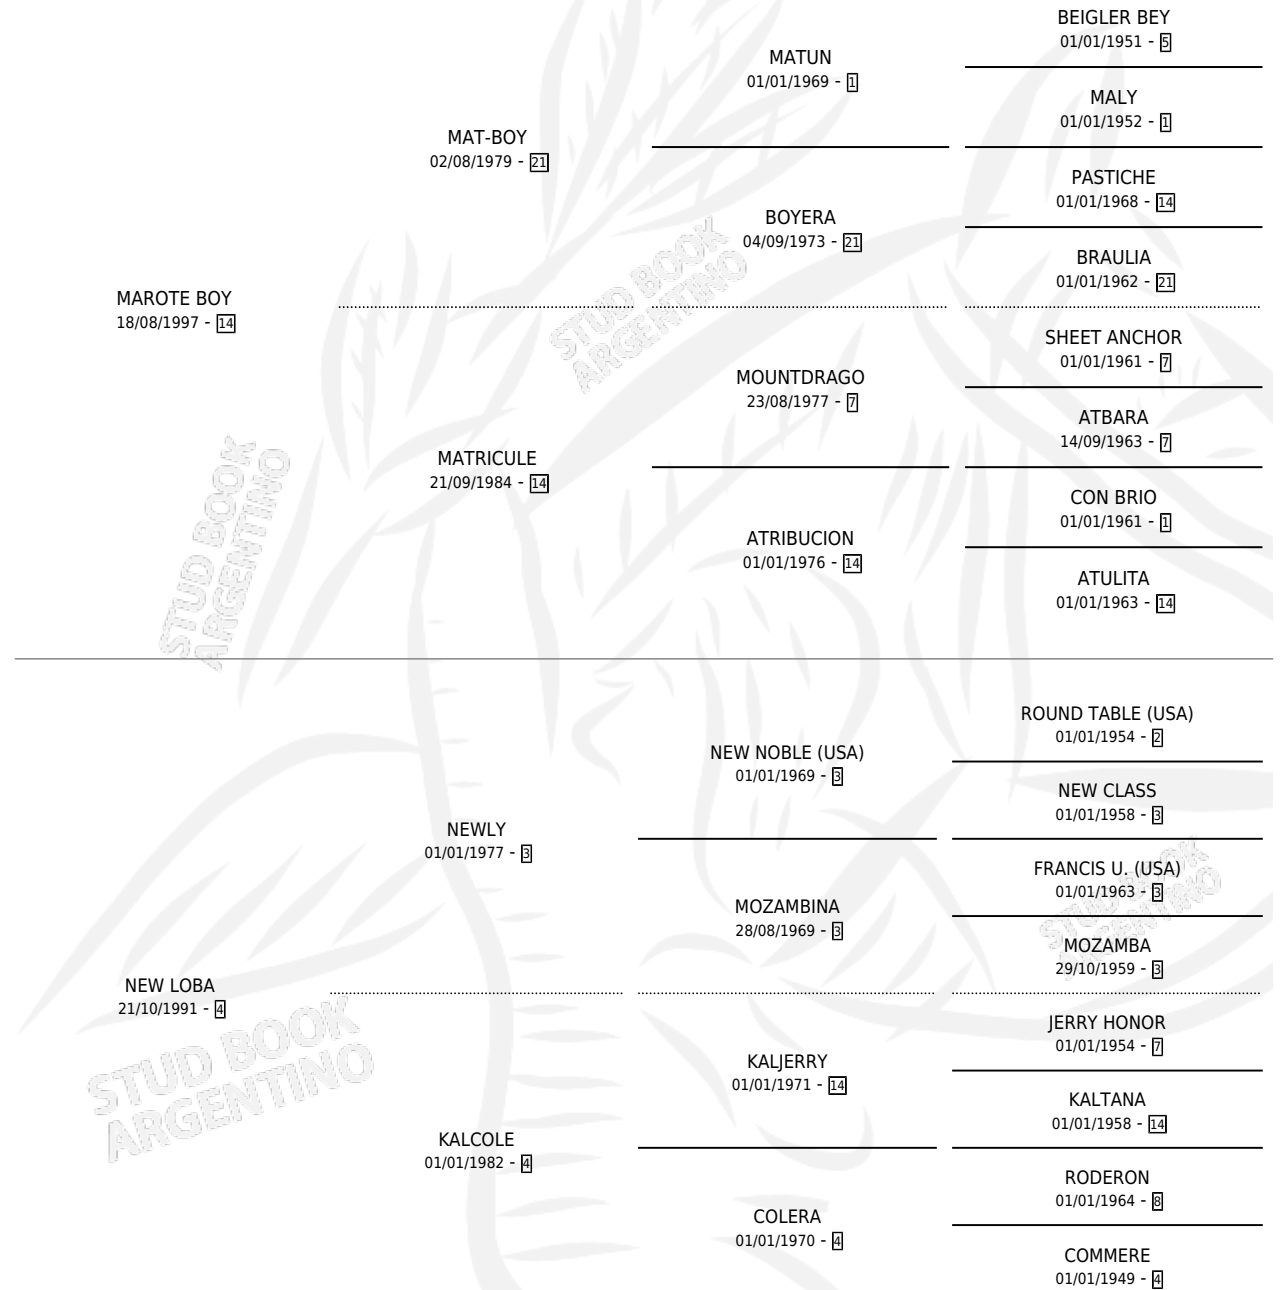 BEIGLER BEY
01/01/1951 - 5
MATUN
01/01/1969 - 1
MALY
01/01/1952 - 1
MAT-BOY
02/08/1979 - 21
PASTICHE
01/01/1968 - 14
BOYERA
04/09/1973 - 21
BRAULIA
01/01/1962 - 21
MAROTE BOY
18/08/1997 - 14
STUD BOOK
ARGENTINO
SHEET ANCHOR
01/01/1961 - 7
MOUNTDRAGO
23/08/1977 - 7
ATBARA
14/09/1963 - 7
MATRICULE
21/09/1984 - 14
CON BRIO
01/01/1961 - 1
ATRIBUCION
01/01/1976 - 14
ATULITA
01/01/1963 - 14
STUD BOOK
ARGENTINO
ROUND TABLE (USA)
01/01/1954 - 2
NEW NOBLE (USA)
01/01/1969 - 3
NEW CLASS
01/01/1958 - 3
NEWLY
01/01/1977 - 3
FRANCIS U. (USA)
01/01/1963 - 3
MOZAMBINA
28/08/1969 - 3
STUD BOOK
ARGENTINO
MOZAMBA
29/10/1959 - 3
NEW LOBA
21/10/1991 - 4
STUD BOOK
ARGENTINO
JERRY HONOR
01/01/1954 - 7
KALJERRY
01/01/1971 - 14
KALTANA
01/01/1958 - 14
KALCOLE
01/01/1982 - 4
RODERON
01/01/1964 - 8
COLERA
01/01/1970 - 4
COMMERE
01/01/1949 - 4